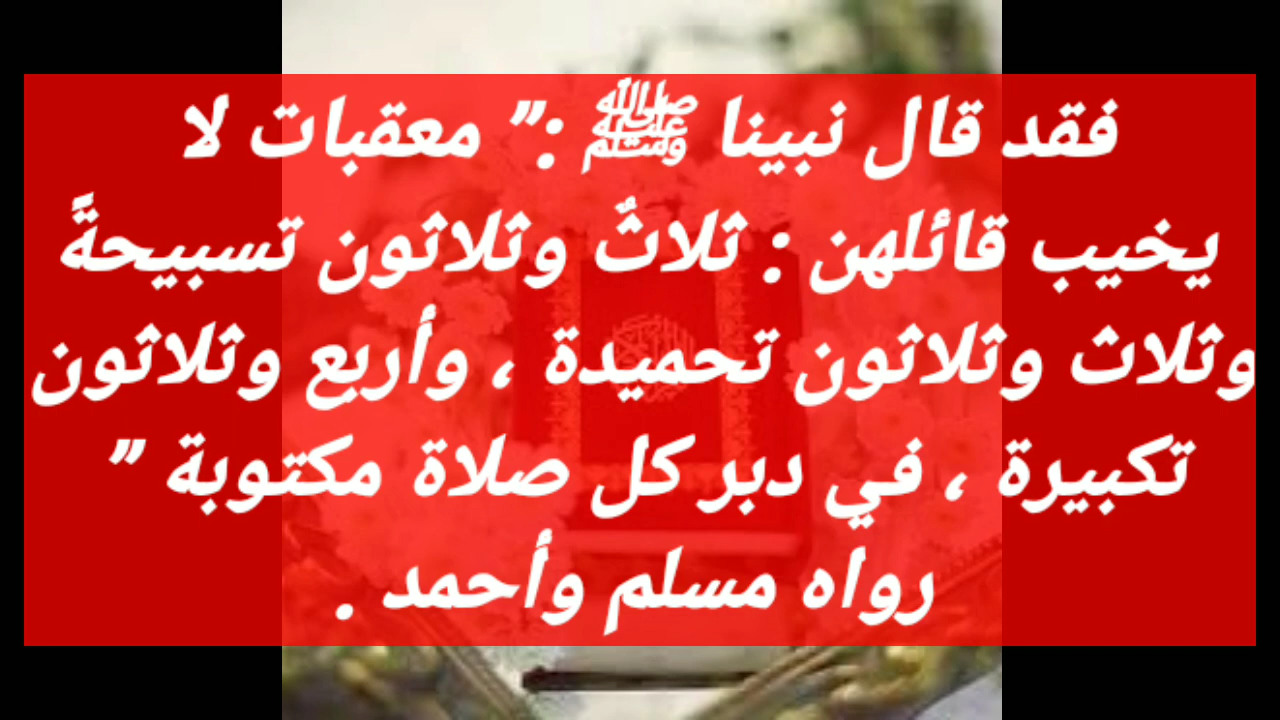 فقد قال نبينا ﷺ :” معقبات لا
يخيب قائلهن : ثلاثٌ وثلاثون تسبيحةً
وثلاث وثلاثون تحميدة ، وأربع وثلاثون
تكبيرة ، في دبر كل صلاة مكتوبة ”
رواه مسلم وأحمد .